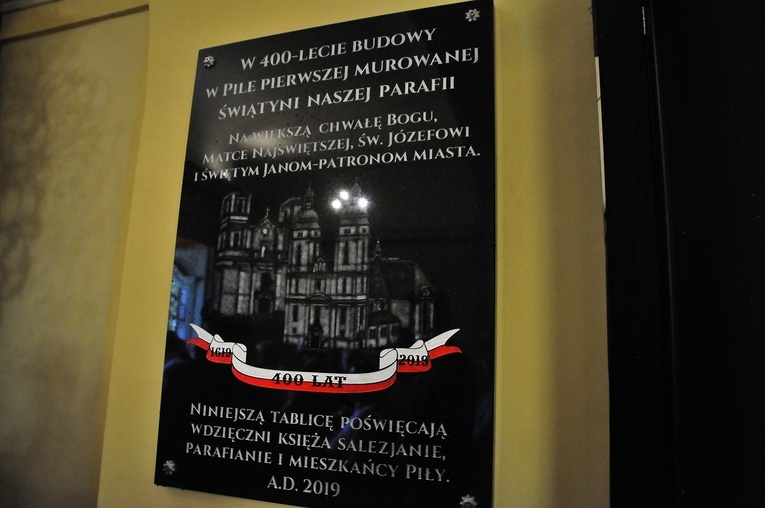 W 400-LECIE BUDOWY
W PILE PIERWSZEJ MUROWANEJ
ŚWIĄTYNI NASZEJ PARAFII
NA WIĘKSZĄ CHWAŁĘ BOGU,
MATCE NAJŚWIĘTSZEJ, ŚW. JÓZEFOWI
I ŚWIĘTYM JANOM-PATRONOM MIASTA.
1619 2019
400 LAT
NINIEJSZĄ TABLICĘ POŚWIĘCAJĄ
WDZIĘCZNI KSIĘŻA SALEZJANIE,
PARAFIANIE I MIESZKAŃCY PIŁY.
A.D. 2019